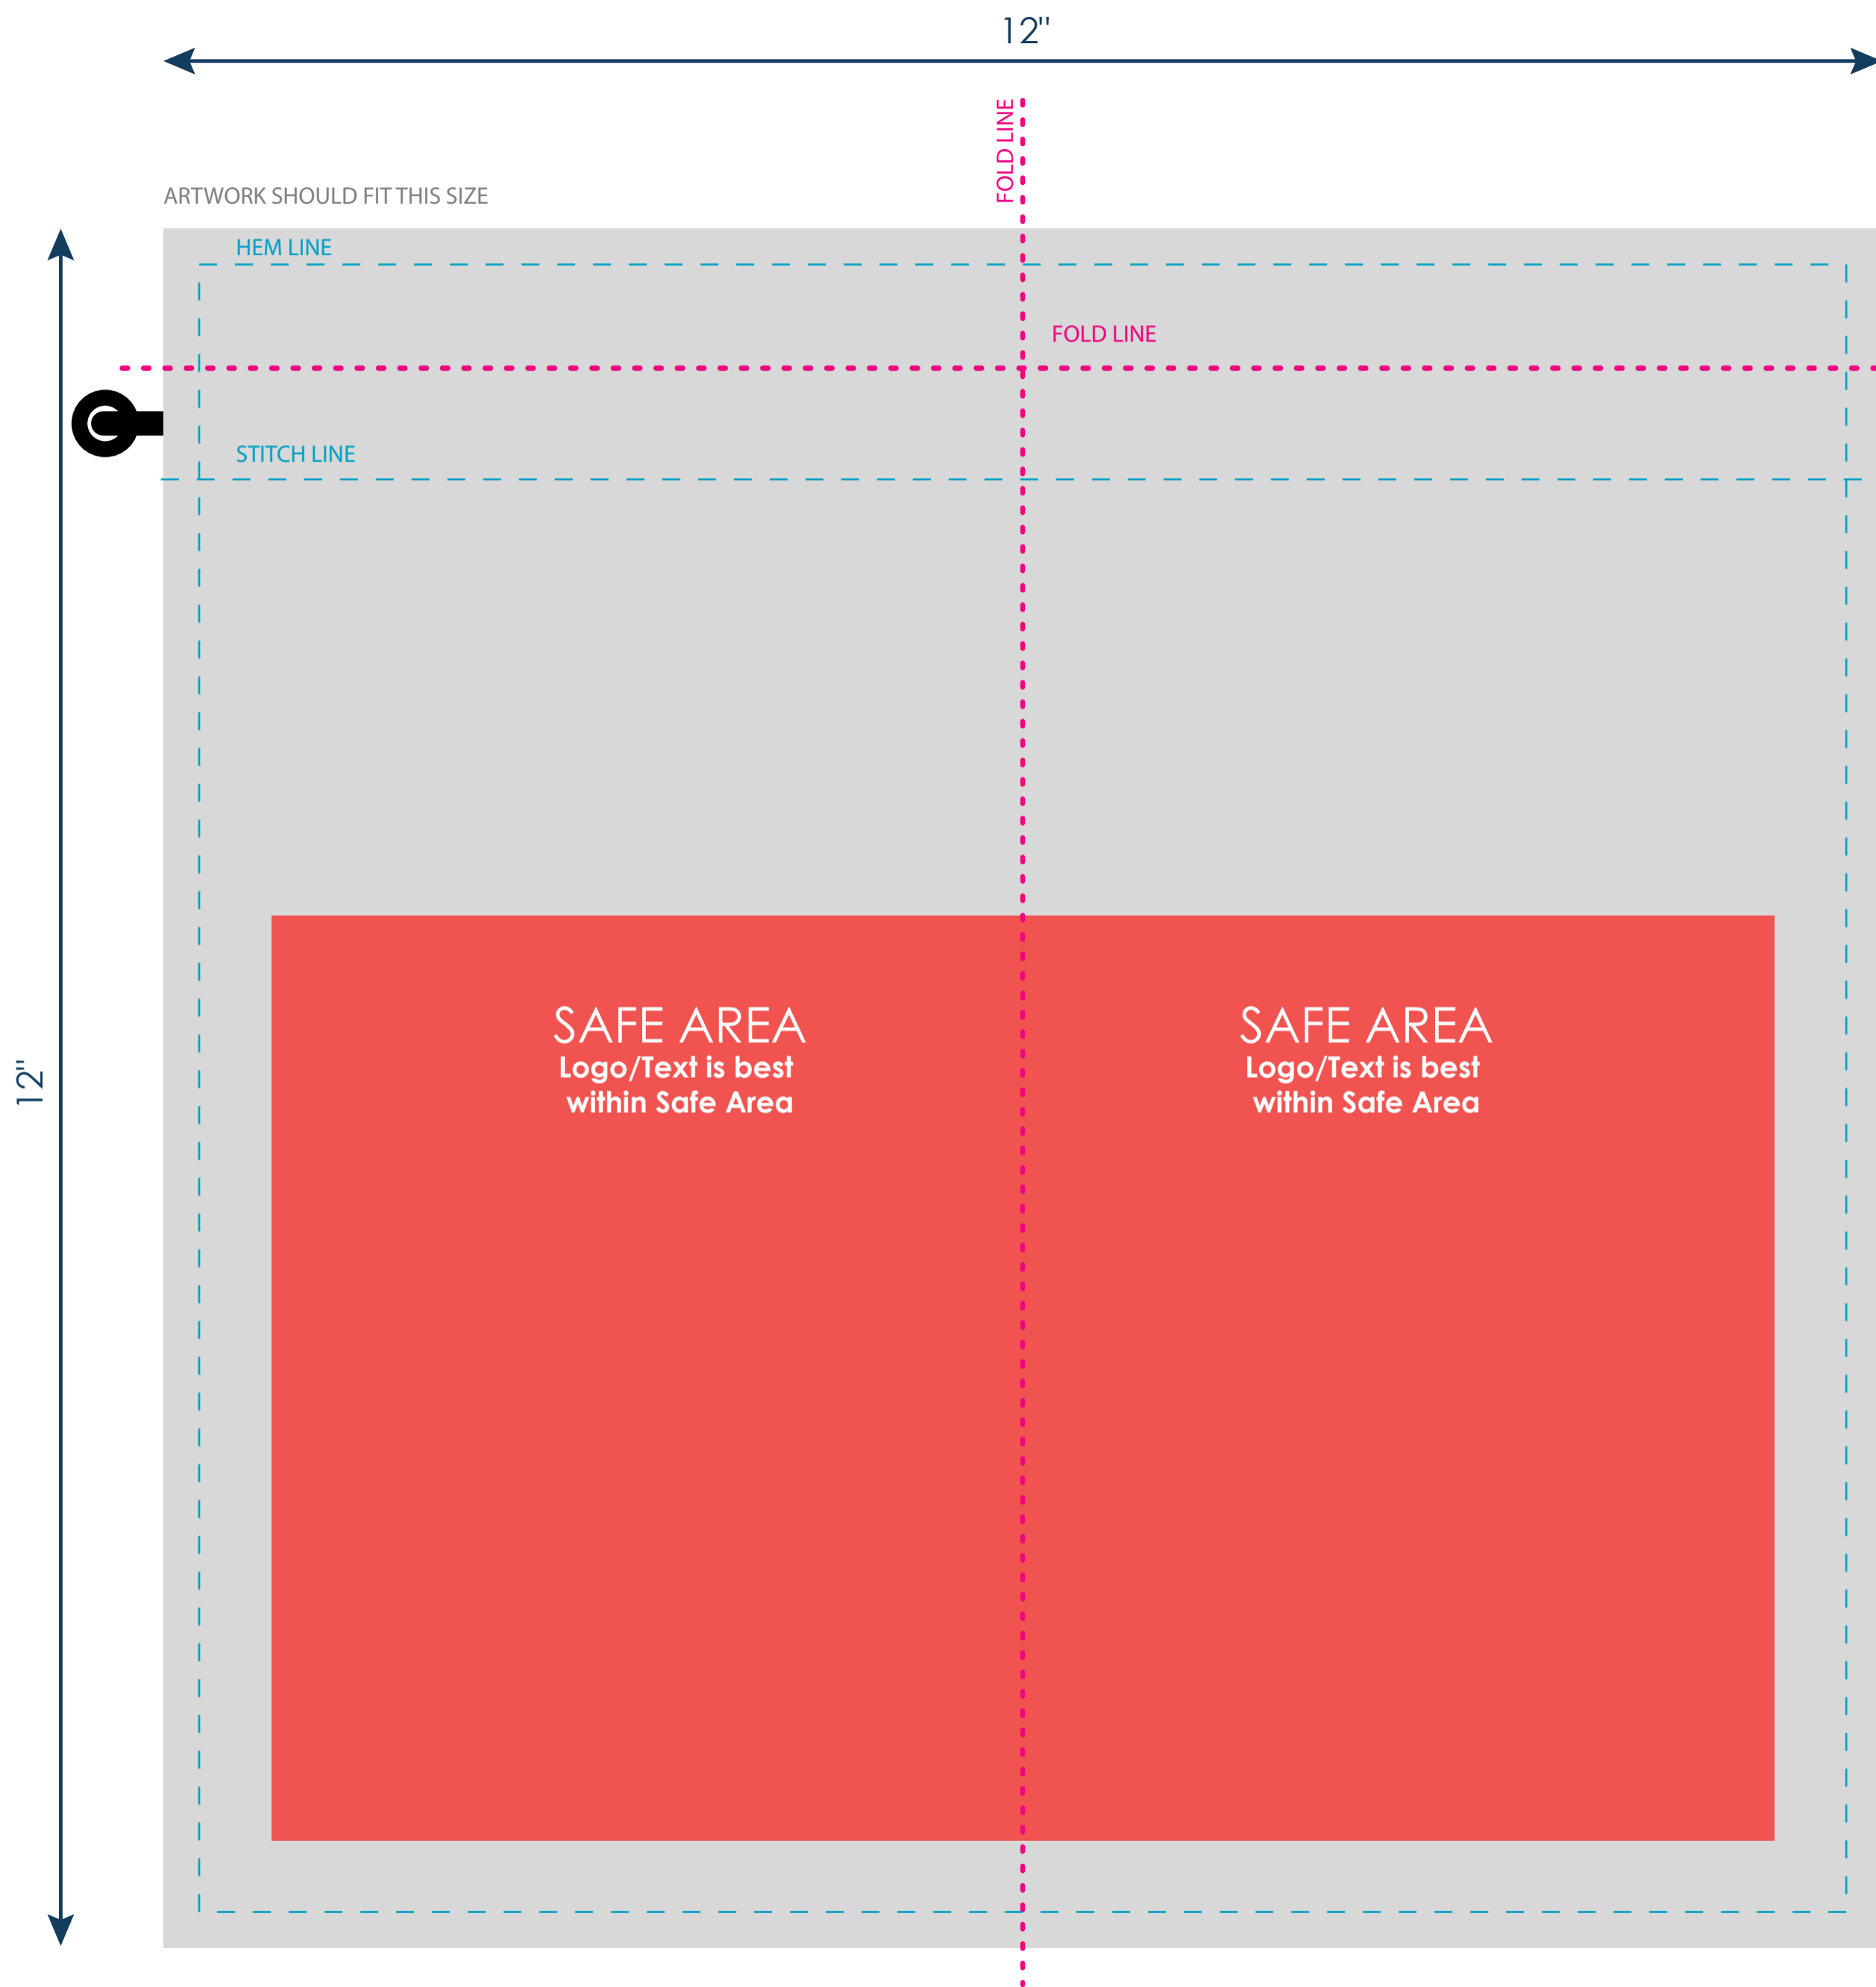 12"
FOLD LINE
ARTWORK SHOULD FIT THIS SIZE
HEM LINE
FOLD LINE
STITCH LINE
12"
SAFE AREA
Logo/Text is best
within Safe Area
SAFE AREA
Logo/Text is best
within Safe Area